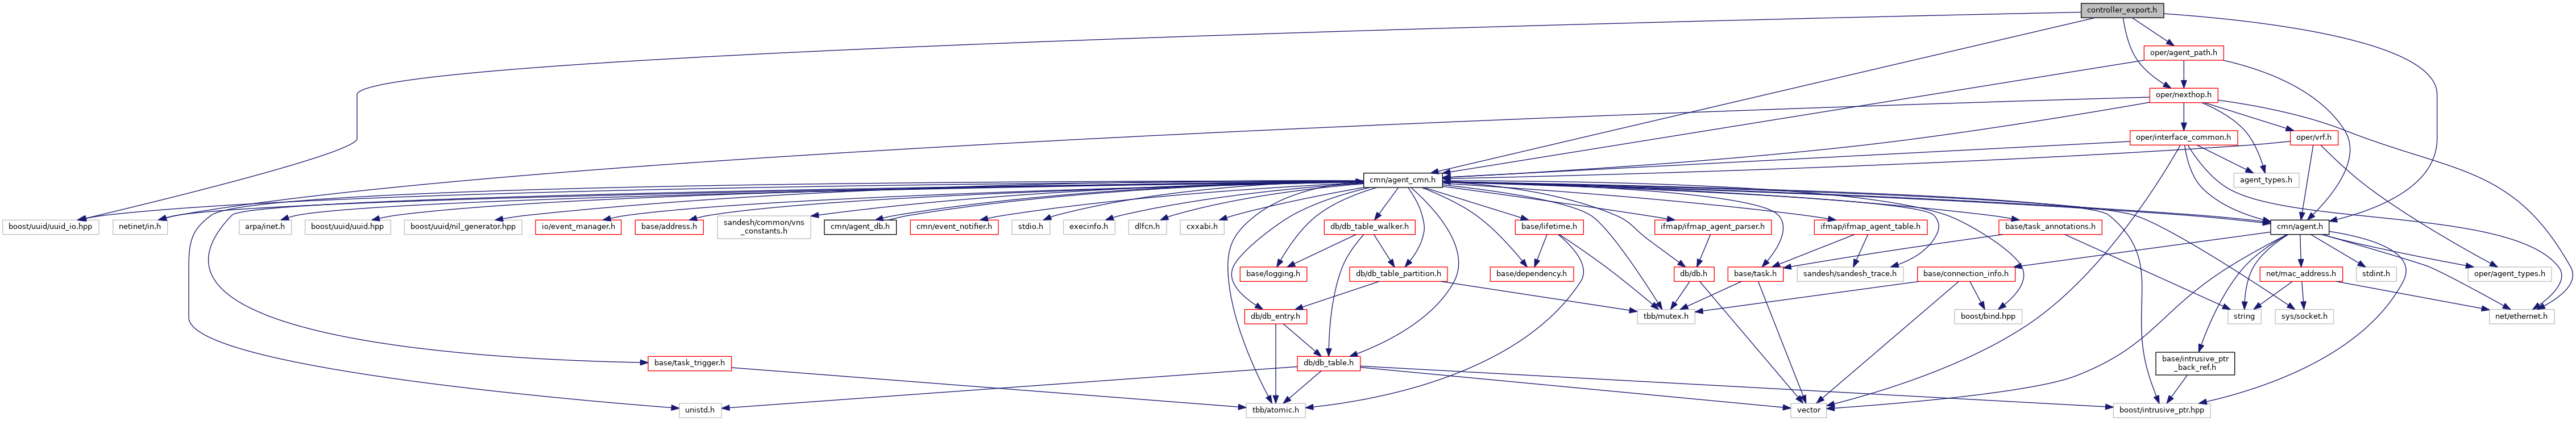 controller_export.h
oper/agent_path.h
oper/nexthop.h
oper/interface_common.h
oper/vrf.h
cmn/agent_cmn.h
agent_types.h
boost/uuid/uuid_io.hpp
netinet/in.h
arpa/inet.h
boost/uuid/uuid.hpp
boost/uuid/nil_generator.hpp
io/event_manager.h
base/address.h
sandesh/common/vns
_constants.h
cmn/agent_db.h
cmn/event_notifier.h
stdio.h
execinfo.h
dlfcn.h
cxxabi.h
db/db_table_walker.h
base/lifetime.h
ifmap/ifmap_agent_parser.h
ifmap/ifmap_agent_table.h
base/task_annotations.h
cmn/agent.h
base/logging.h
db/db_table_partition.h
base/dependency.h
db/db.h
base/task.h
sandesh/sandesh_trace.h
base/connection_info.h
net/mac_address.h
stdint.h
oper/agent_types.h
db/db_entry.h
tbb/mutex.h
boost/bind.hpp
string
sys/socket.h
net/ethernet.h
base/task_trigger.h
db/db_table.h
base/intrusive_ptr
_back_ref.h
unistd.h
tbb/atomic.h
vector
boost/intrusive_ptr.hpp